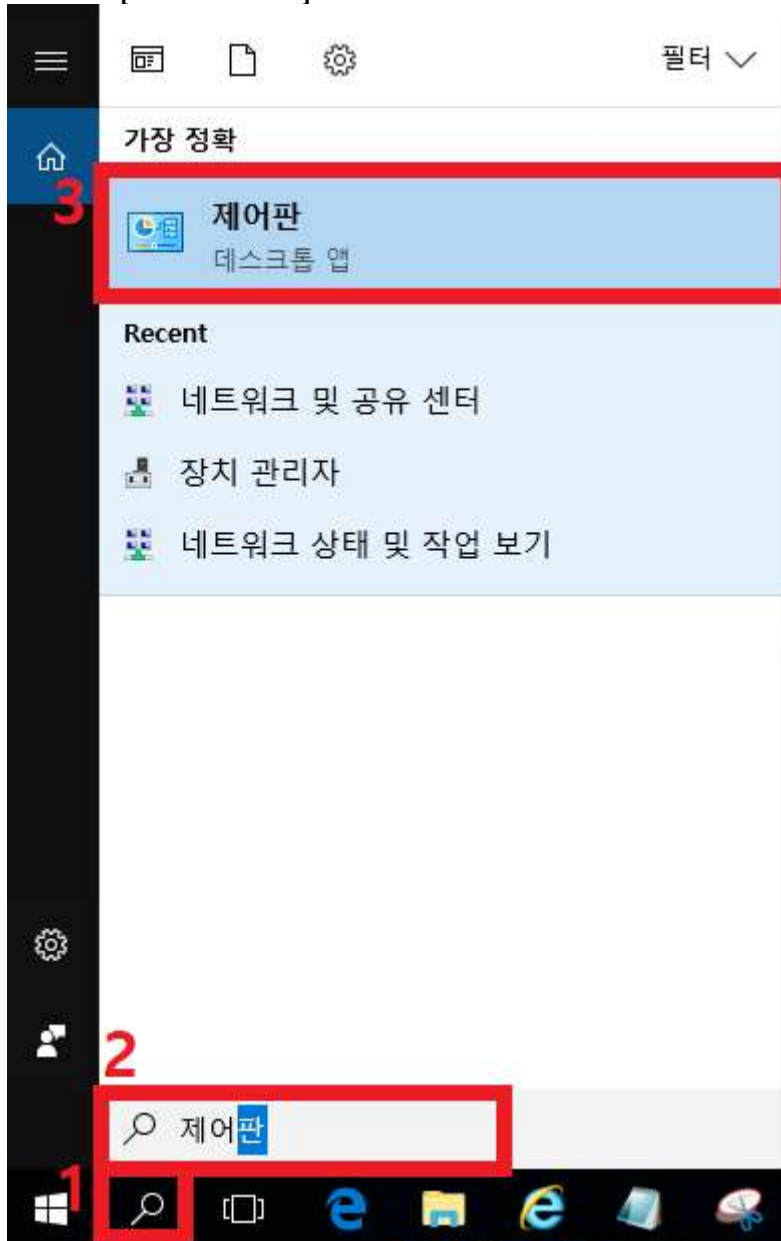 필터
가장 정확
3
제어판
데스크톱 앱
Recent
네트워크 및 공유 센터
장치 관리자
네트워크 상태 및 작업 보기
2
제어판
1